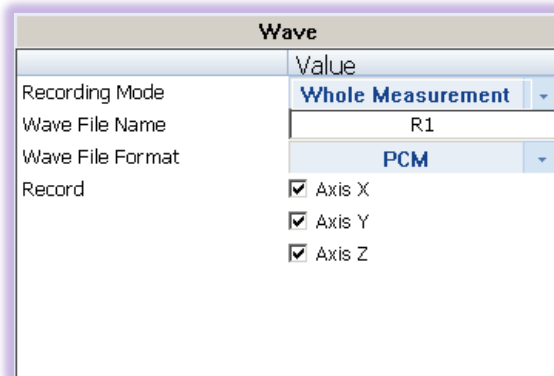 Wave
Value
Recording Mode Whole Measurement
Wave File Name R1
Wave File Format PCM
Record Axis X
Axis Y
Axis Z